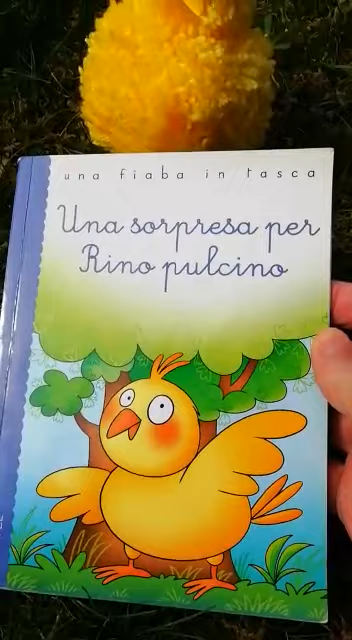 una fiaba in tasca
Una sorpresa per
Rino pulcino